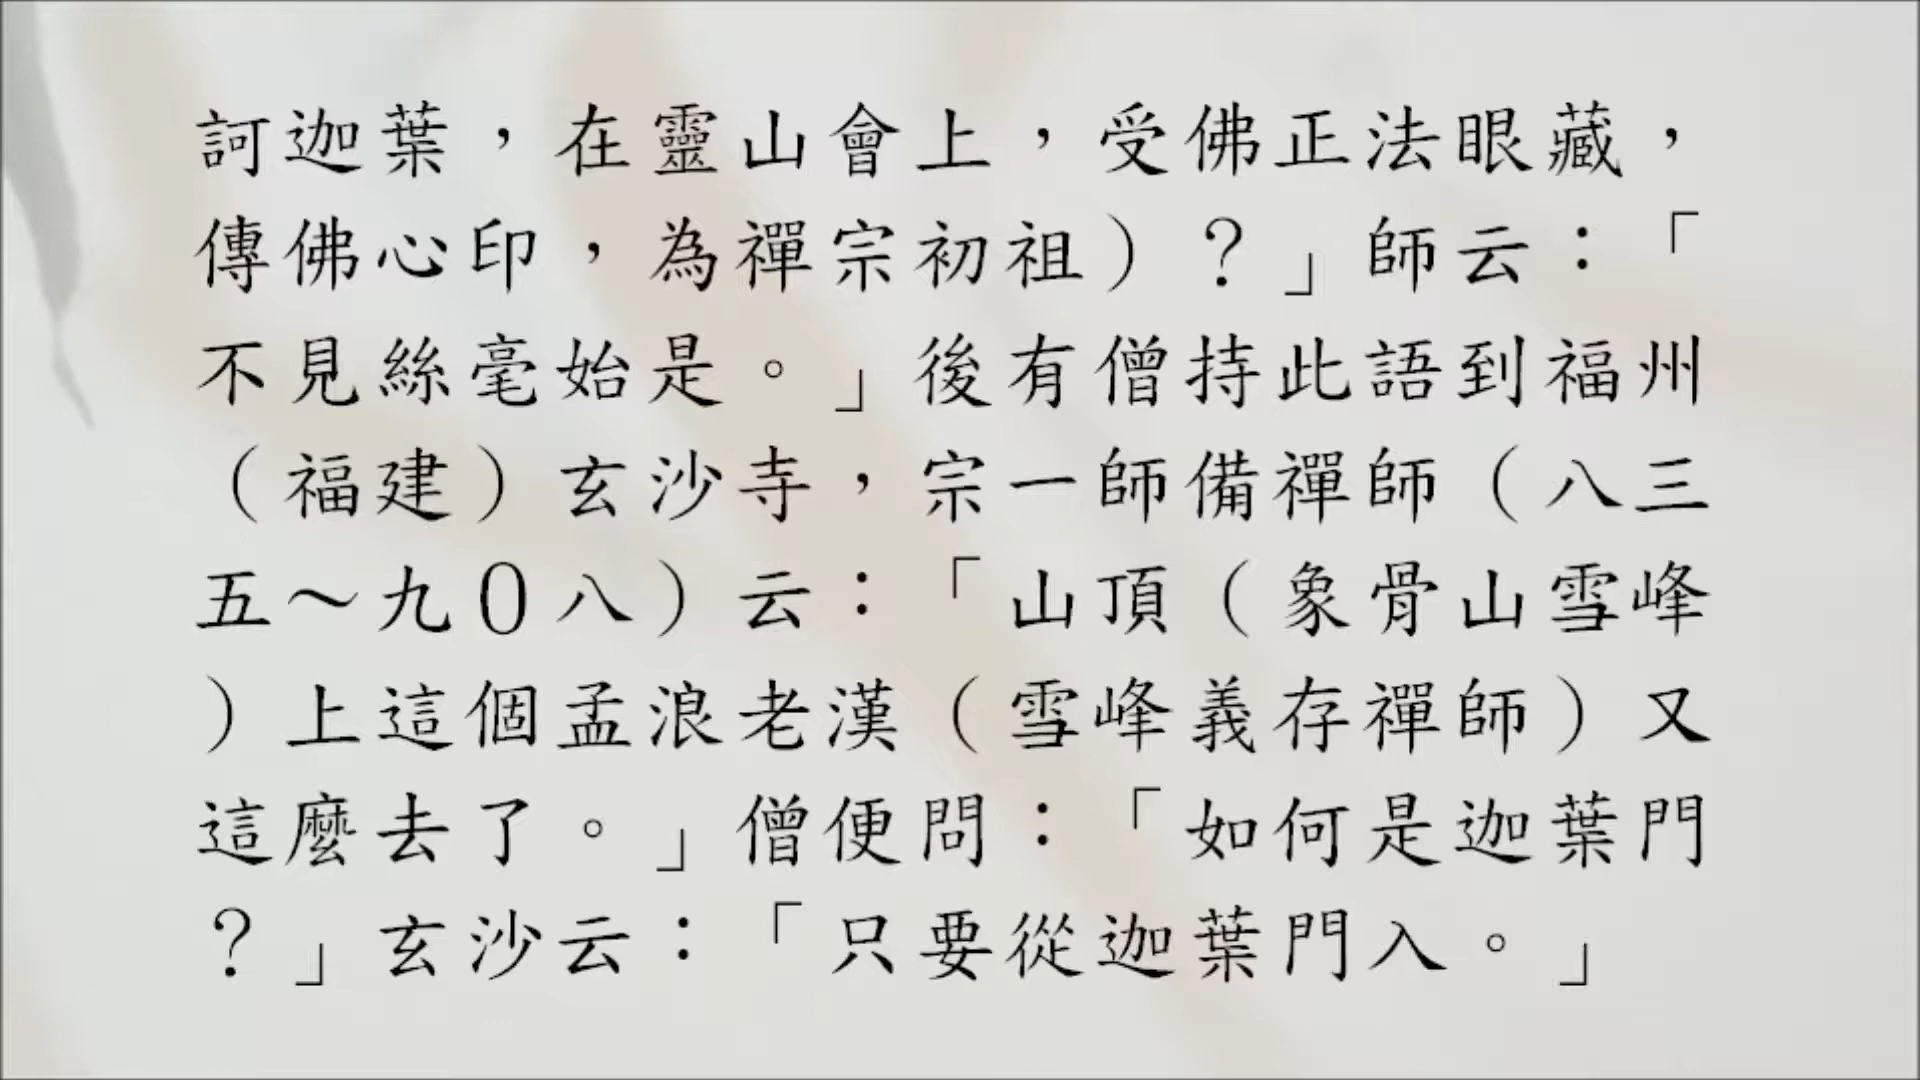 訶迦葉，在靈山會上，受佛正法眼藏，
傳佛心印，為禪宗初祖）？」師云：「
不見絲毫始是。」後有僧持此語到福州
（福建）玄沙寺，宗一師備禪師（八三
五～九０八）云：「山頂（象骨山雪峰
）上這個孟浪老漢（雪峰義存禪師）又
這麼去了。」僧便問：「如何是迦葉門
？」玄沙云：「只要從迦葉門入。」